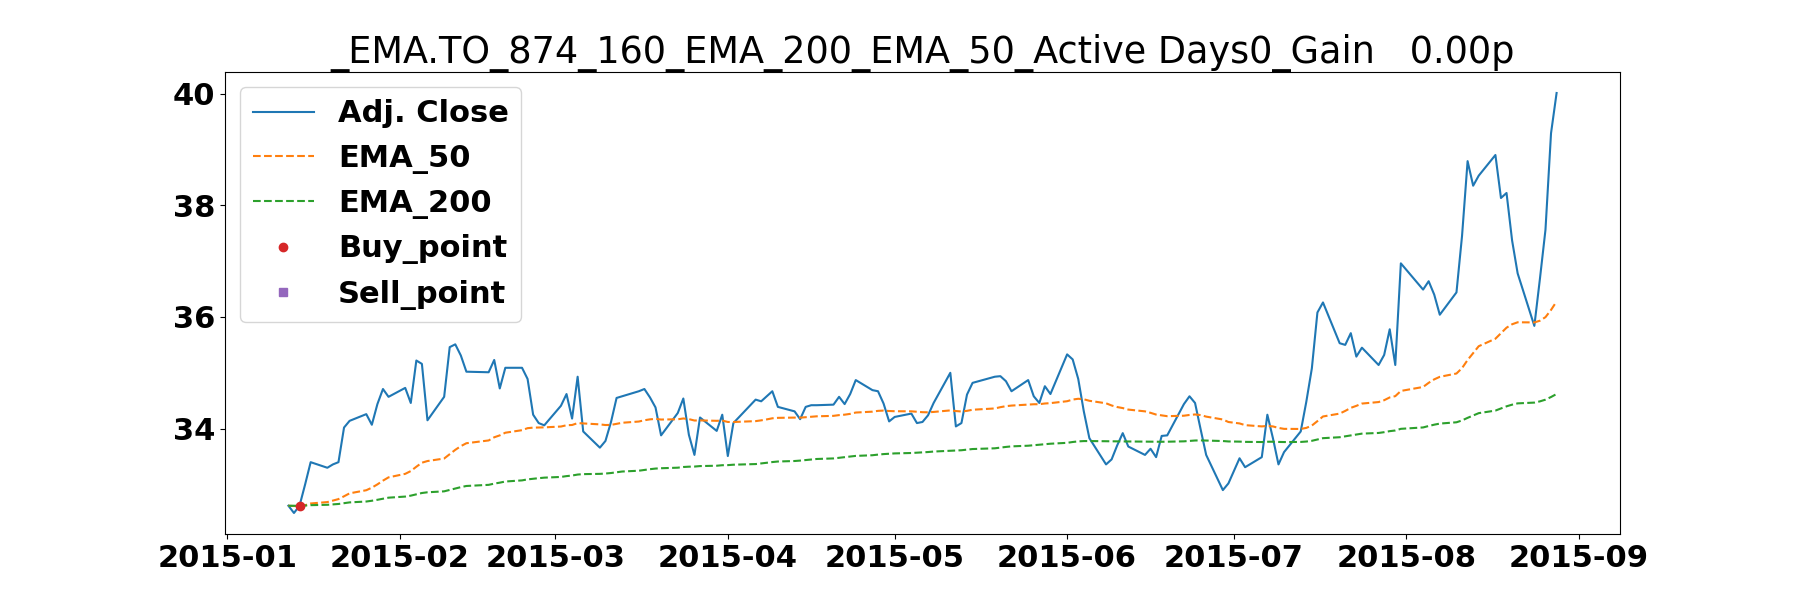 _EMA.TO_874_160_EMA_200_EMA_50_Active Days0_Gain   0.00p
40
38
36
34
Adj. Close
EMA_50
EMA_200
Buy_point
Sell_point
2015-01 2015-02 2015-03 2015-04 2015-05 2015-06 2015-07 2015-08 2015-09